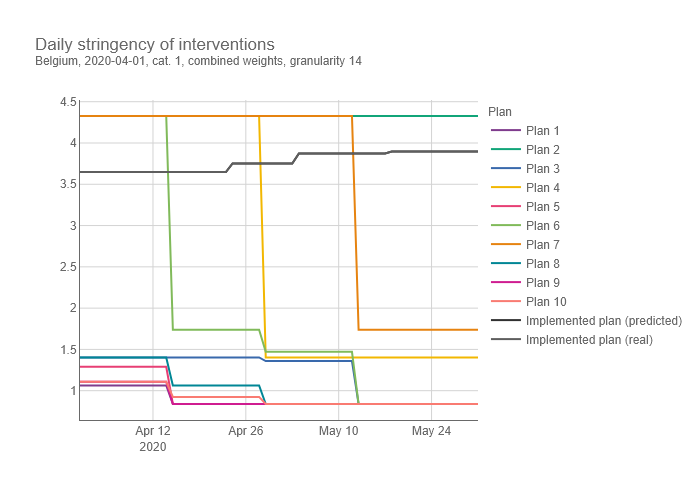 Daily stringency of interventions
Belgium, 2020-04-01, cat. 1, combined weights, granularity 14
4.5
4
3.5
3
2.5
2
1.5
1
Apr 12
2020
Apr 26
May 10
May 24
Plan
Plan 1
Plan 2
Plan 3
Plan 4
Plan 5
Plan 6
Plan 7
Plan 8
Plan 9
Plan 10
Implemented plan (predicted)
Implemented plan (real)